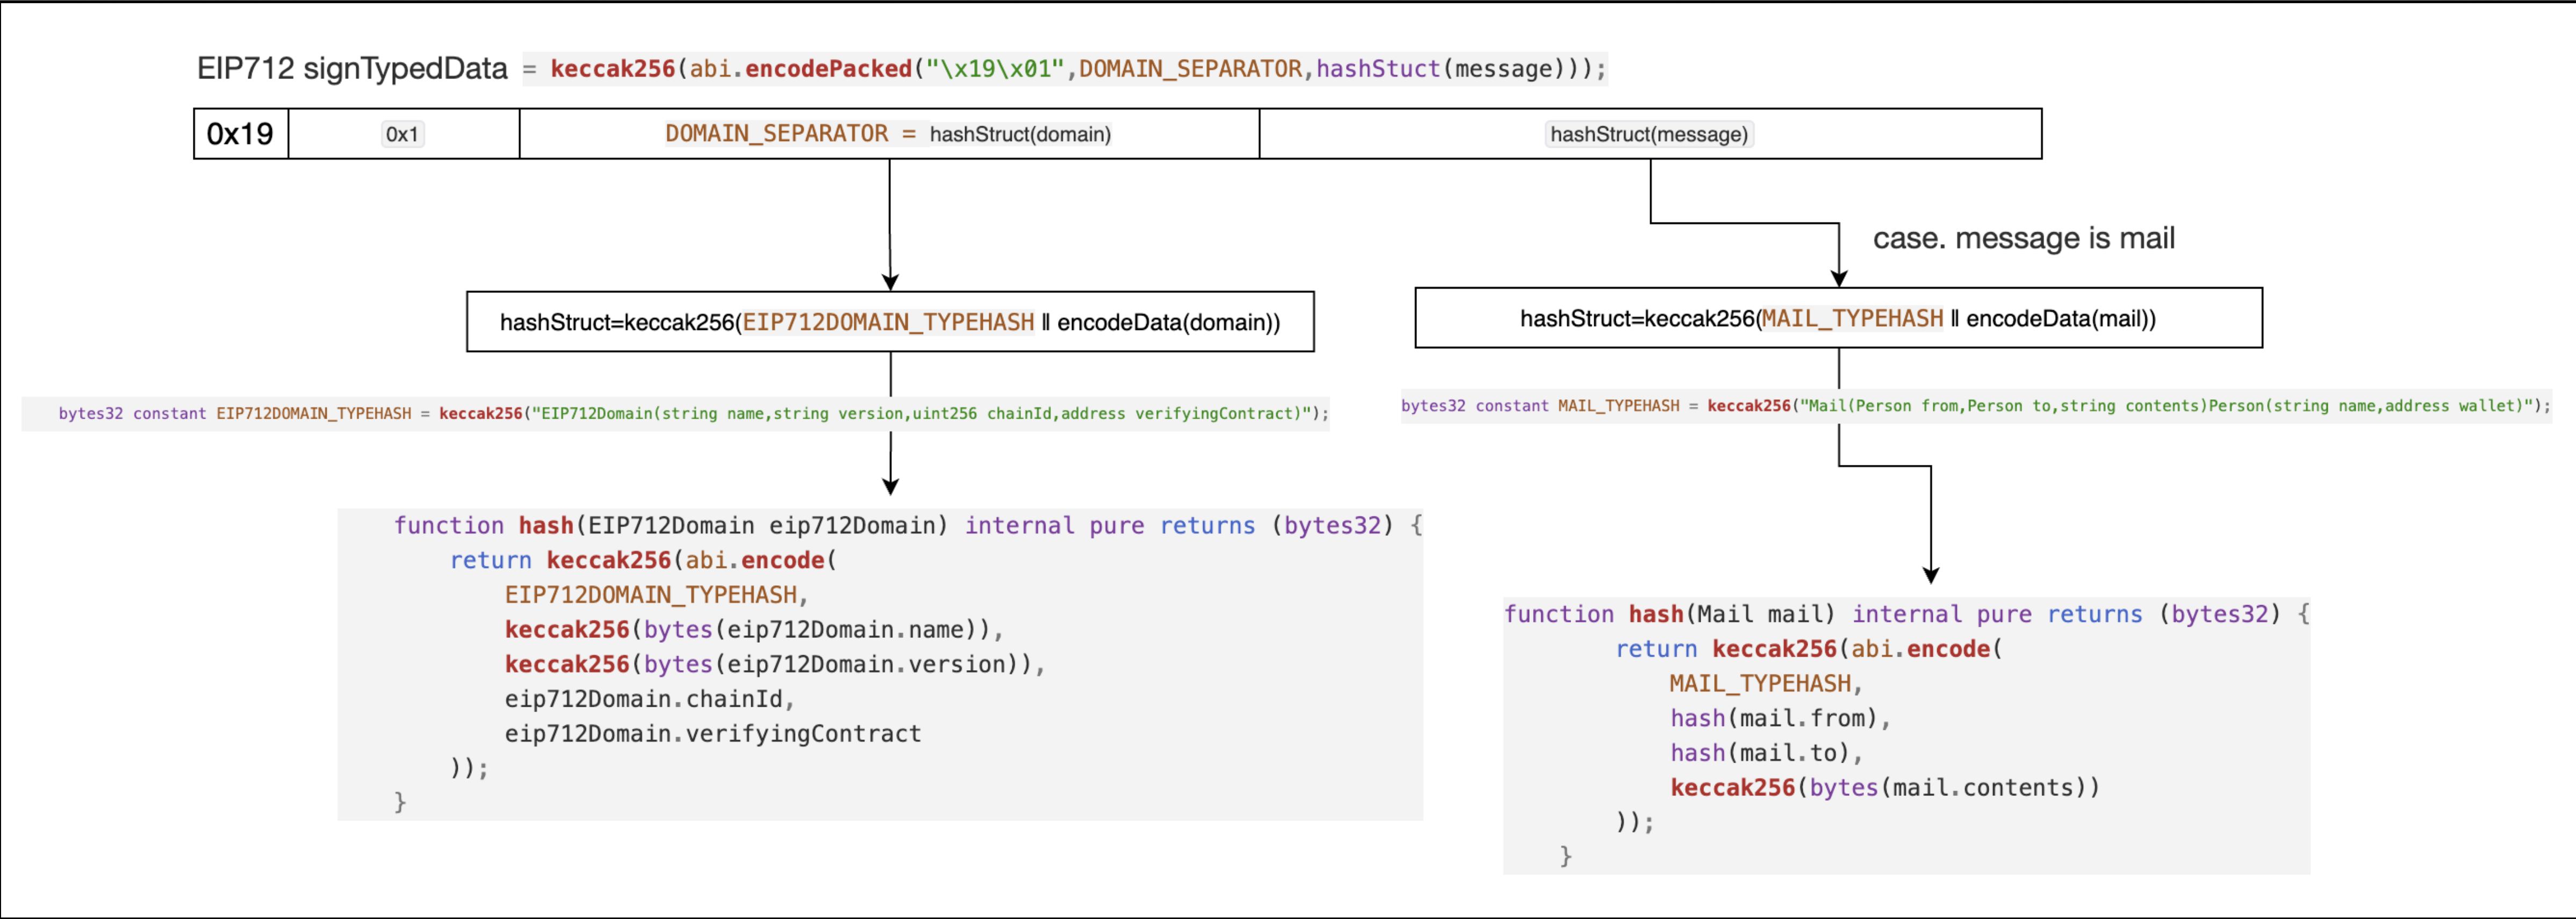 EIP712 signTypedData = keccak256(abi.encodePacked("\x19\x01",DOMAIN_SEPARATOR,hashStuct(message)));
0x19 0x1 DOMAIN_SEPARATOR = hashStruct(domain) hashStruct(message)
case. message is mail
hashStruct=keccak256(EIP712DOMAIN_TYPEHASH ‖ encodeData(domain))
hashStruct=keccak256(MAIL_TYPEHASH ‖ encodeData(mail))
bytes32 constant EIP712DOMAIN_TYPEHASH = keccak256("EIP712Domain(string name,string version,uint256 chainId,address verifyingContract)");
bytes32 constant MAIL_TYPEHASH = keccak256("Mail(Person from,Person to,string contents)Person(string name,address wallet)");
function hash(EIP712Domain eip712Domain) internal pure returns (bytes32) {
return keccak256(abi.encode(
EIP712DOMAIN_TYPEHASH,
keccak256(bytes(eip712Domain.name)),
keccak256(bytes(eip712Domain.version)),
eip712Domain.chainId,
eip712Domain.verifyingContract
));
}
function hash(Mail mail) internal pure returns (bytes32) {
return keccak256(abi.encode(
MAIL_TYPEHASH,
hash(mail.from),
hash(mail.to),
keccak256(bytes(mail.contents))
));
}